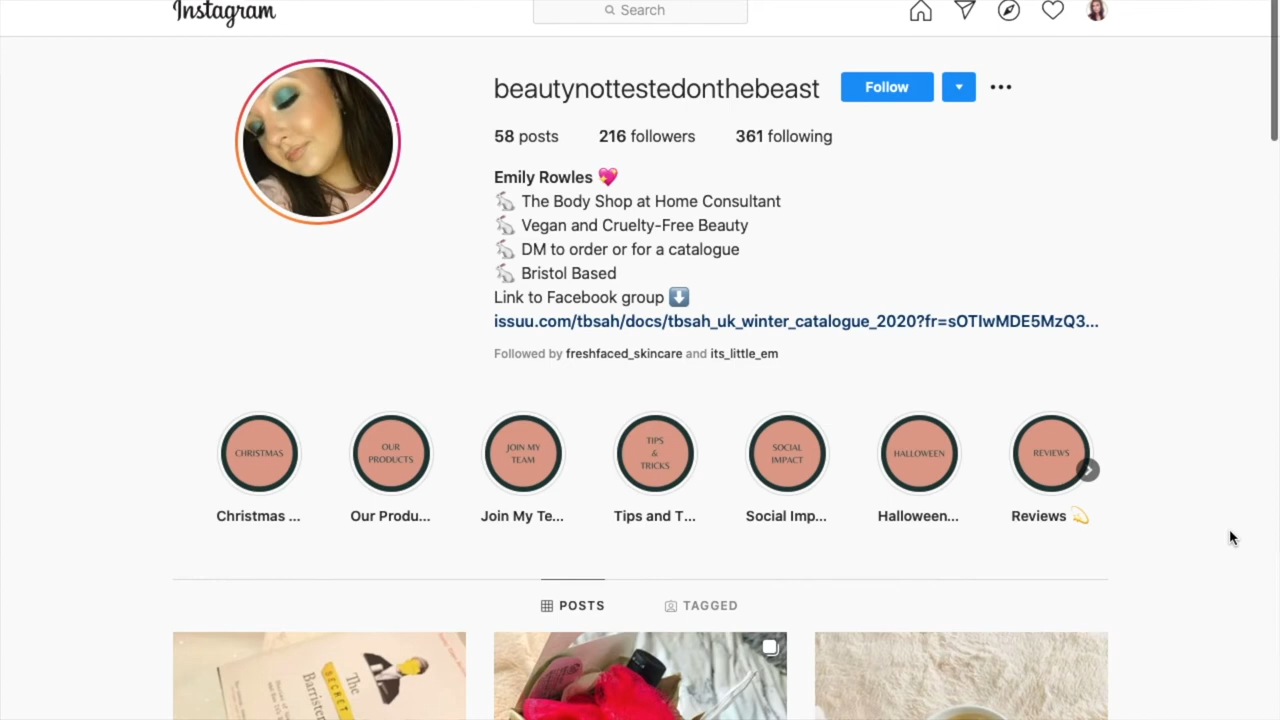 Instagram
Search
beautynottestedonthebeast
Follow
58 posts 216 followers 361 following
Emily Rowles 💖
🐇 The Body Shop at Home Consultant
🐇 Vegan and Cruelty-Free Beauty
🐇 DM to order or for a catalogue
🐇 Bristol Based
Link to Facebook group ⬇️
issuu.com/tbsah/docs/tbsah_uk_winter_catalogue_2020?fr=sOTIwMDE5MzQ3...
Followed by freshfaced_skincare and its_little_em
CHRISTMAS
OUR
PRODUCTS
JOIN MY
TEAM
TIPS
&
TRICKS
SOCIAL
IMPACT
HALLOWEEN
REVIEWS
Christmas ... Our Produ... Join My Te... Tips and T... Social Imp... Halloween... Reviews 💫
POSTS TAGGED
The
SECRET
Barrister